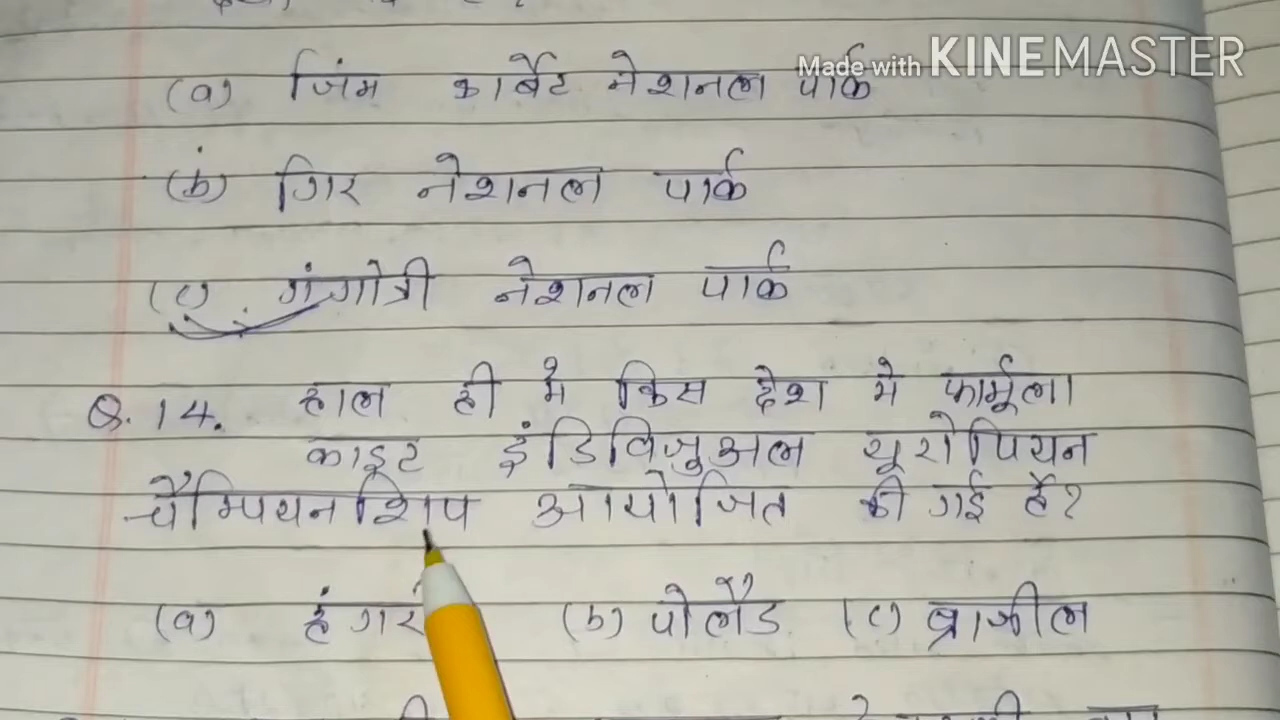 Made with KINEMASTER
(a) जिम कार्बेट नेशनल पार्क
(b) गिर नेशनल पार्क
(c) गंगोत्री नेशनल पार्क
Q. 14. हाल ही मे किस देश मे फार्मूला
काइट इंडिविजुअल यूरोपियन
चैम्पियनशिप आयोजित की गई है?
(a) हंगरी (b) पोलैंड (c) ब्राजील